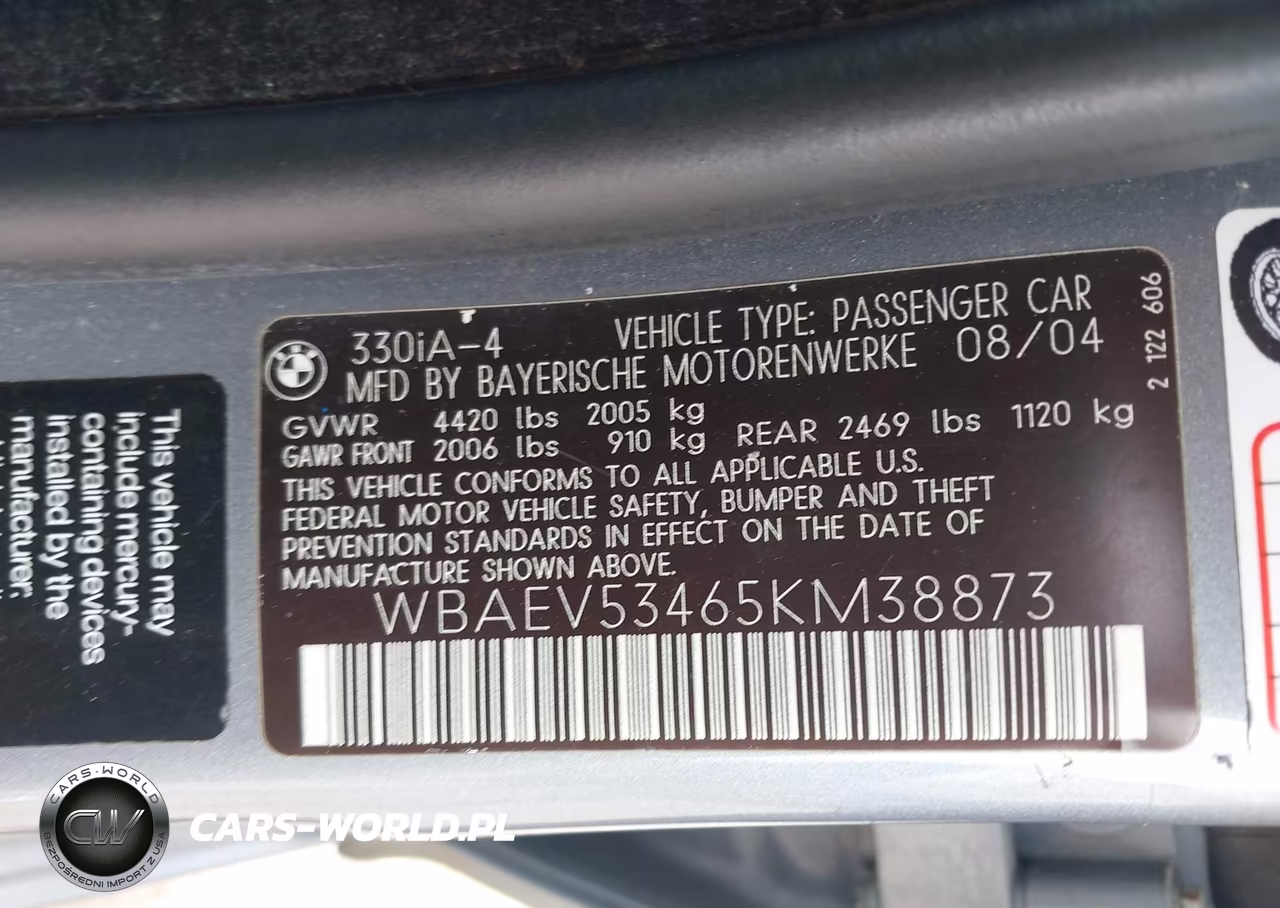 330iA-4 VEHICLE TYPE: PASSENGER CAR
MFD BY BAYERISCHE MOTORENWERKE 08/04
GVWR 4420 lbs 2005 kg
GAWR FRONT 2006 lbs 910 kg REAR 2469 lbs 1120 kg
THIS VEHICLE CONFORMS TO ALL APPLICABLE U.S.
FEDERAL MOTOR VEHICLE SAFETY, BUMPER AND THEFT
PREVENTION STANDARDS IN EFFECT ON THE DATE OF
MANUFACTURE SHOWN ABOVE.
WBAEV53465KM38873
2 122 606
This vehicle may
include mercury-
containing devices
installed by the
manufacturer.
CARS-WORLD
CW
BEZPOŚREDNI IMPORT Z USA
CARS-WORLD.PL